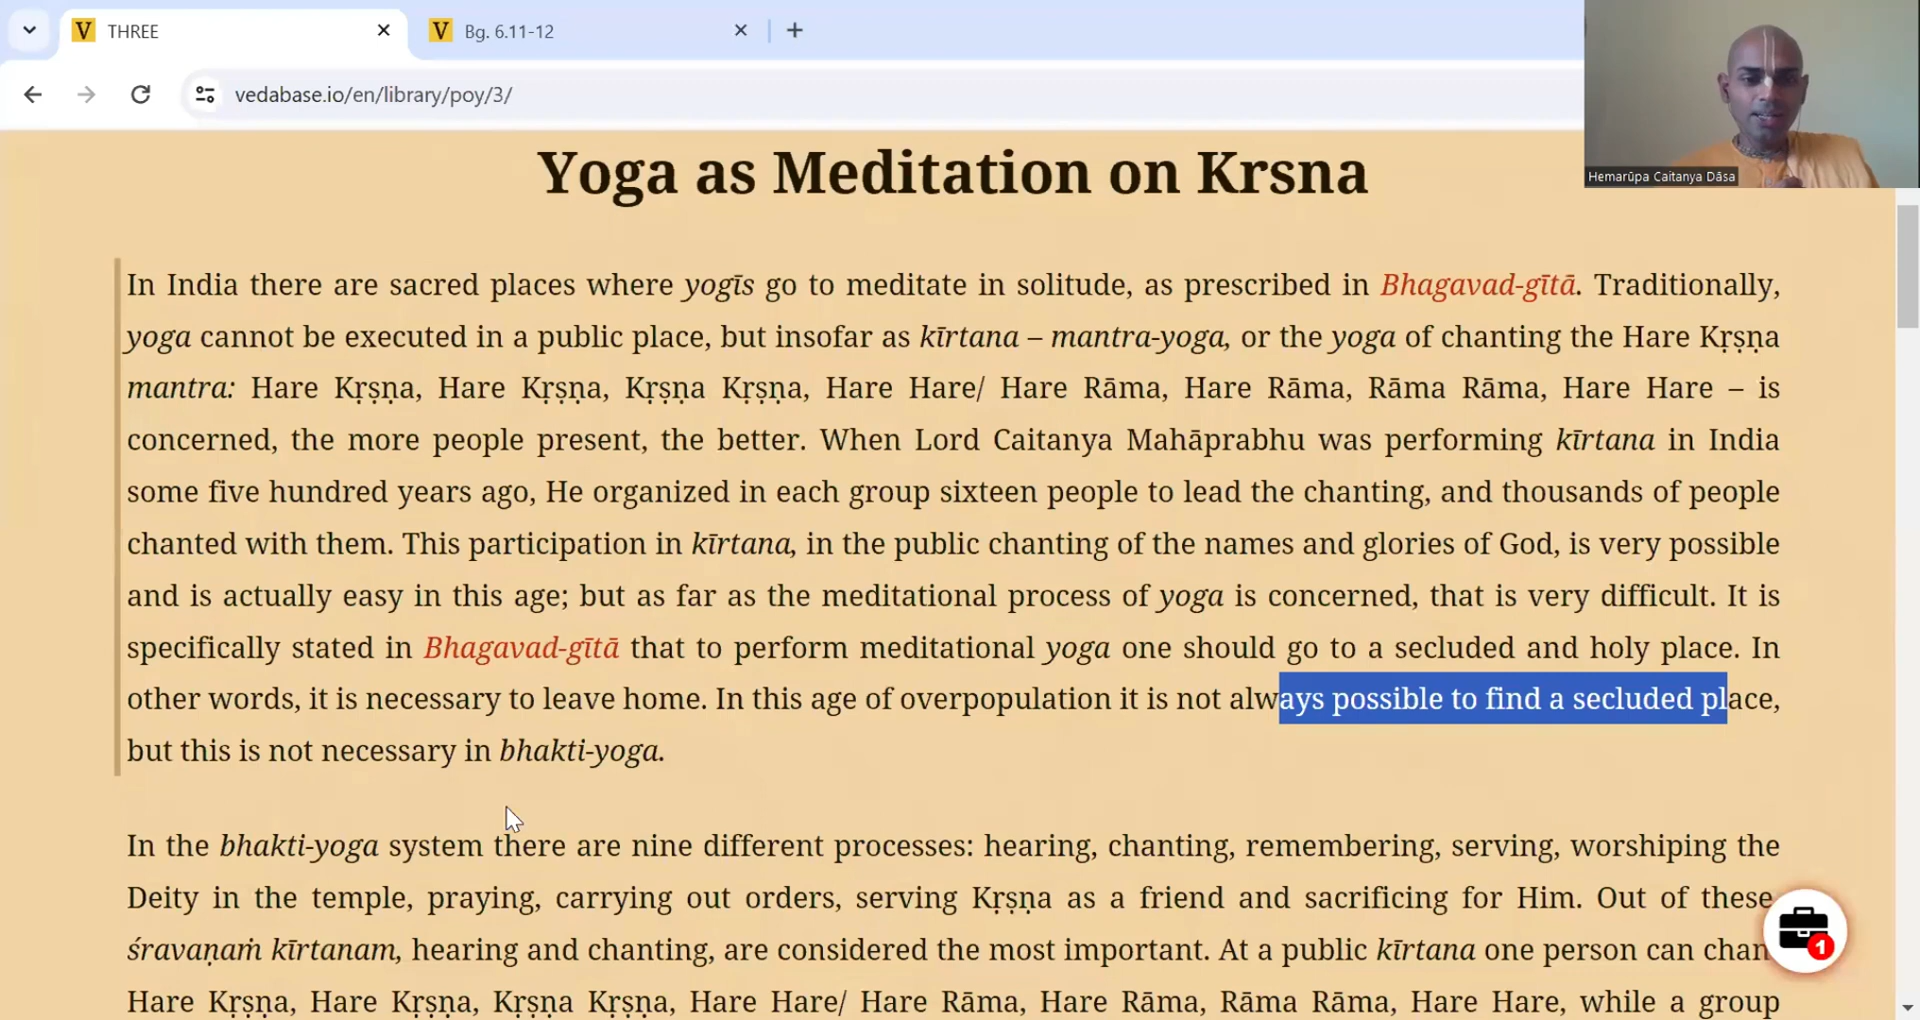 THREE
Bg. 6.11-12
vedabase.io/en/library/poy/3/
Hemarūpa Caitanya Dāsa
Yoga as Meditation on Krsna
In India there are sacred places where yogīs go to meditate in solitude, as prescribed in Bhagavad-gītā. Traditionally,
yoga cannot be executed in a public place, but insofar as kīrtana – mantra-yoga, or the yoga of chanting the Hare Kṛṣṇa
mantra: Hare Kṛṣṇa, Hare Kṛṣṇa, Kṛṣṇa Kṛṣṇa, Hare Hare/ Hare Rāma, Hare Rāma, Rāma Rāma, Hare Hare – is
concerned, the more people present, the better. When Lord Caitanya Mahāprabhu was performing kīrtana in India
some five hundred years ago, He organized in each group sixteen people to lead the chanting, and thousands of people
chanted with them. This participation in kīrtana, in the public chanting of the names and glories of God, is very possible
and is actually easy in this age; but as far as the meditational process of yoga is concerned, that is very difficult. It is
specifically stated in Bhagavad-gītā that to perform meditational yoga one should go to a secluded and holy place. In
other words, it is necessary to leave home. In this age of overpopulation it is not always possible to find a secluded place,
but this is not necessary in bhakti-yoga.
In the bhakti-yoga system there are nine different processes: hearing, chanting, remembering, serving, worshiping the
Deity in the temple, praying, carrying out orders, serving Kṛṣṇa as a friend and sacrificing for Him. Out of these,
śravaṇaṁ kīrtanam, hearing and chanting, are considered the most important. At a public kīrtana one person can chan
1
Hare Kṛṣṇa, Hare Kṛṣṇa, Kṛṣṇa Kṛṣṇa, Hare Hare/ Hare Rāma, Hare Rāma, Rāma Rāma, Hare Hare, while a group